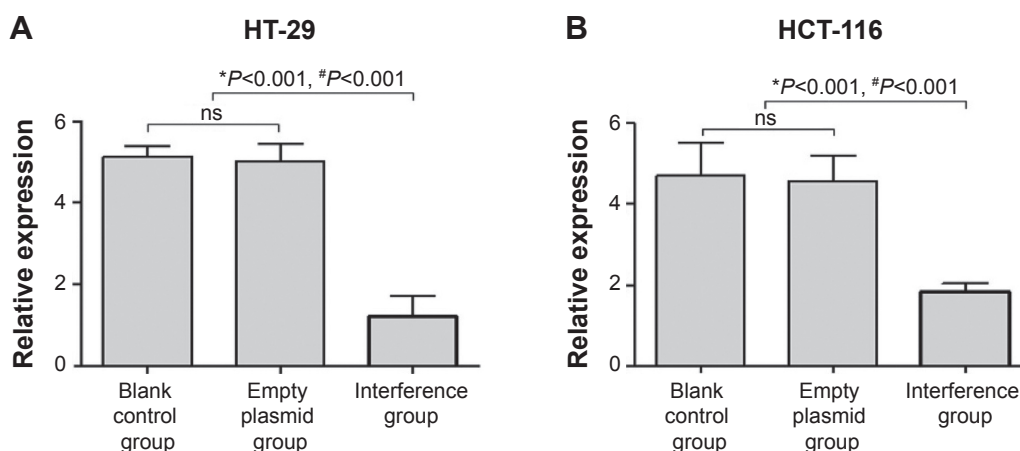 A
HT-29
*P<0.001, #P<0.001
ns
Relative expression
6
4
2
0
Blank
control
group
Empty
plasmid
group
Interference
group
B
HCT-116
*P<0.001, #P<0.001
ns
Relative expression
6
4
2
0
Blank
control
group
Empty
plasmid
group
Interference
group